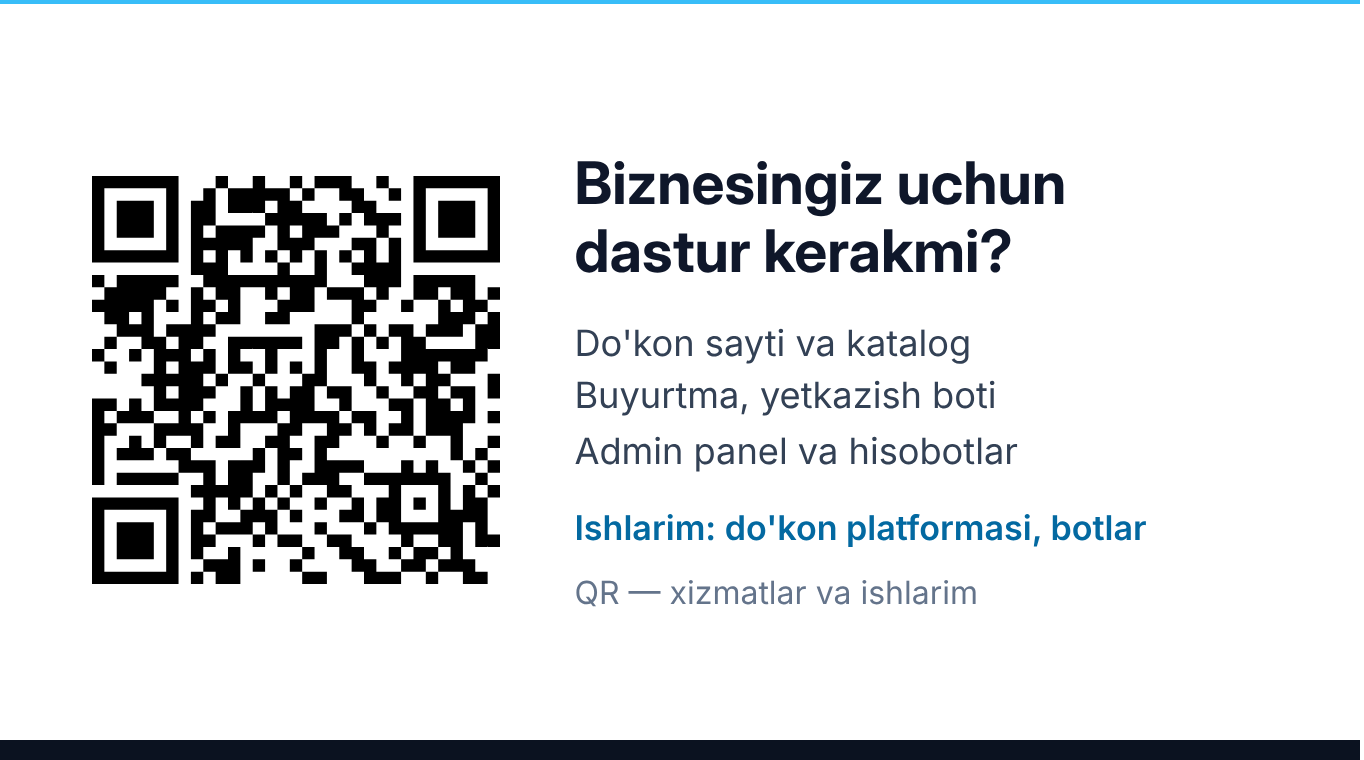 Biznesingiz uchun
dastur kerakmi?
Do'kon sayti va katalog
Buyurtma, yetkazish boti
Admin panel va hisobotlar
Ishlarim: do'kon platformasi, botlar
QR — xizmatlar va ishlarim